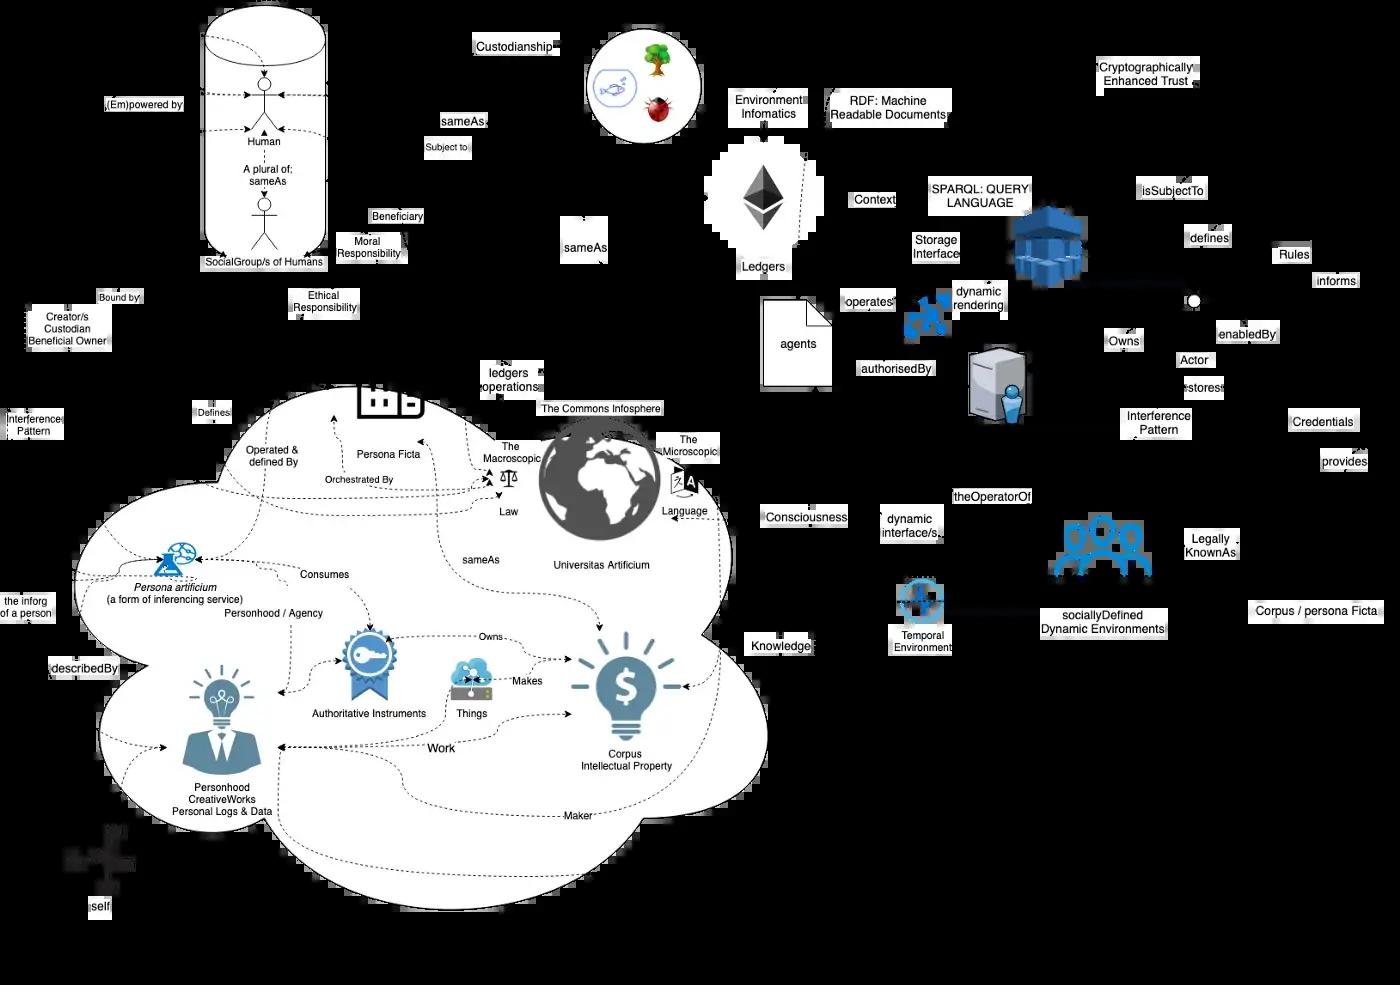 Custodianship
Cryptographically
Enhanced Trust
Environment
Infomatics
RDF: Machine
Readable Documents
(Em)powered by
sameAs
Subject to
Human
A plural of;
sameAs
SocialGroup/s of Humans
Beneficiary
Moral
Responsibility
sameAs
Ethical
Responsibility
Bound by
Creator/s
Custodian
Beneficial Owner
Ledgers
Context
SPARQL: QUERY
LANGUAGE
isSubjectTo
Storage
Interface
defines
Rules
informs
operates
dynamic
rendering
agents
authorisedBy
Owns
enabledBy
Actor
stores
Interference
Pattern
Credentials
provides
ledgers
operations
The Commons Infosphere
Interference
Pattern
Defines
Operated &
defined By
Persona Ficta
Orchestrated By
The
Macroscopic
The
Microscopic
A
Law
Language
Universitas Artificium
sameAs
Consciousness
dynamic
interface/s
theOperatorOf
Legally
KnownAs
Persona artificium
(a form of inferencing service)
Consumes
Personhood / Agency
the inforg
of a person
describedBy
Owns
Makes
Authoritative Instruments
Things
Work
$
Corpus
Intellectual Property
Personhood
CreativeWorks
Personal Logs & Data
Maker
Knowledge
Temporal
Environment
sociallyDefined
Dynamic Environments
Corpus / persona Ficta
self